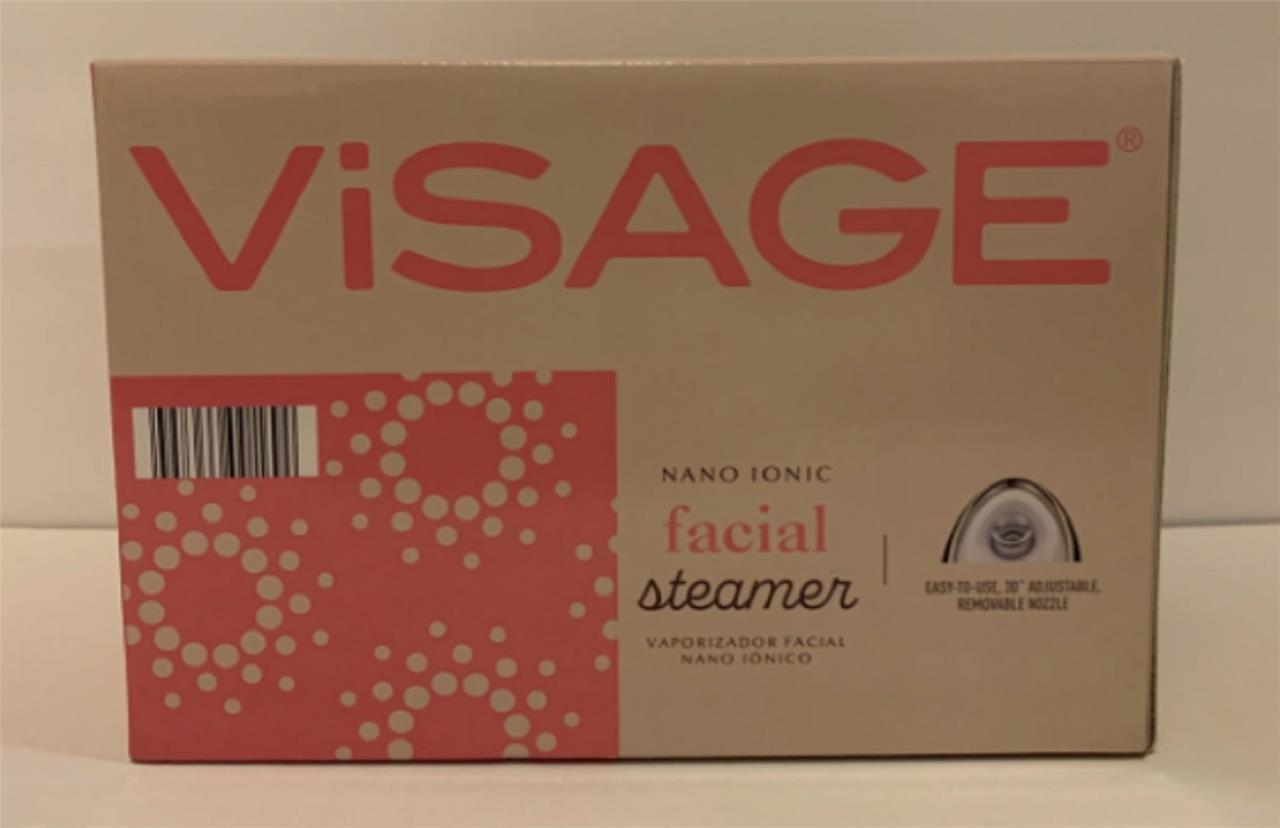 ViSAGE®
NANO IONIC
facial
steamer
VAPORIZADOR FACIAL
NANO IÓNICO
EASY-TO-USE, 30° ADJUSTABLE,
REMOVABLE NOZZLE